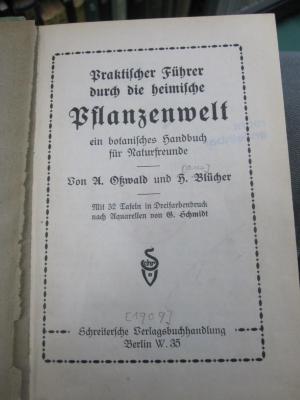 Praktischer Führer
durch die heimische
Pflanzenwelt
ein botanisches Handbuch
für Naturfreunde
Von A. Oßwald und H. Blücher
Mit 32 Tafeln in Dreifarbendruck
nach Aquarellen von G. Schmidt
[1909]
Schreitersche Verlagsbuchhandlung
Berlin W. 35